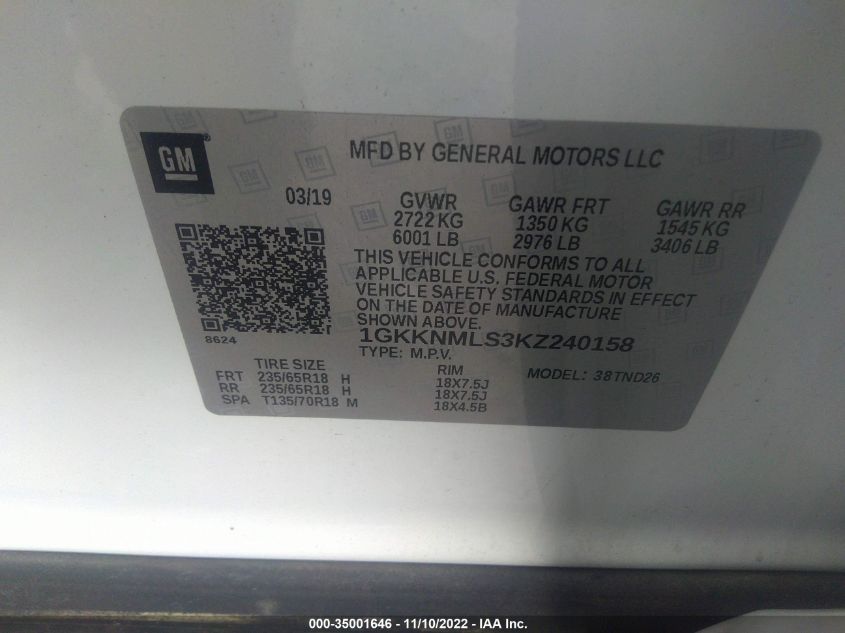 GM
MFD BY GENERAL MOTORS LLC
03/19
GVWR GAWR FRT GAWR RR
2722 KG 1350 KG 1545 KG
6001 LB 2976 LB 3406 LB
THIS VEHICLE CONFORMS TO ALL
APPLICABLE U.S. FEDERAL MOTOR
VEHICLE SAFETY STANDARDS IN EFFECT
ON THE DATE OF MANUFACTURE
SHOWN ABOVE.
8624
1GKKNMLS3KZ240158
TYPE: M.P.V.
TIRE SIZE RIM MODEL: 38TND26
FRT 235/65R18 H 18X7.5J
RR 235/65R18 H 18X7.5J
SPA T135/70R18 M 18X4.5B
000-35001646 - 11/10/2022 - IAA Inc.